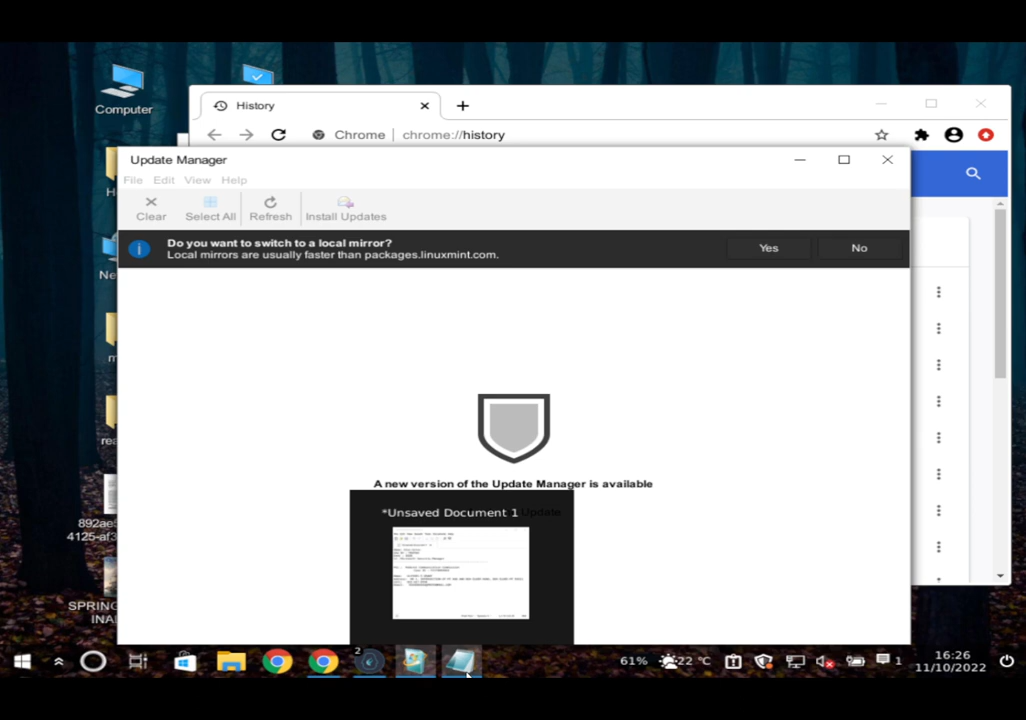 Computer
History
Chrome
chrome://history
Update Manager
File Edit View Help
Clear Select All Refresh Install Updates
Do you want to switch to a local mirror?
Local mirrors are usually faster than packages.linuxmint.com.
Yes No
A new version of the Update Manager is available
*Unsaved Document 1
Update
H
Ne
m
rea
892ae
4125-af3
SPRING
INAL
2
61% 22 °C 1
16:26
11/10/2022